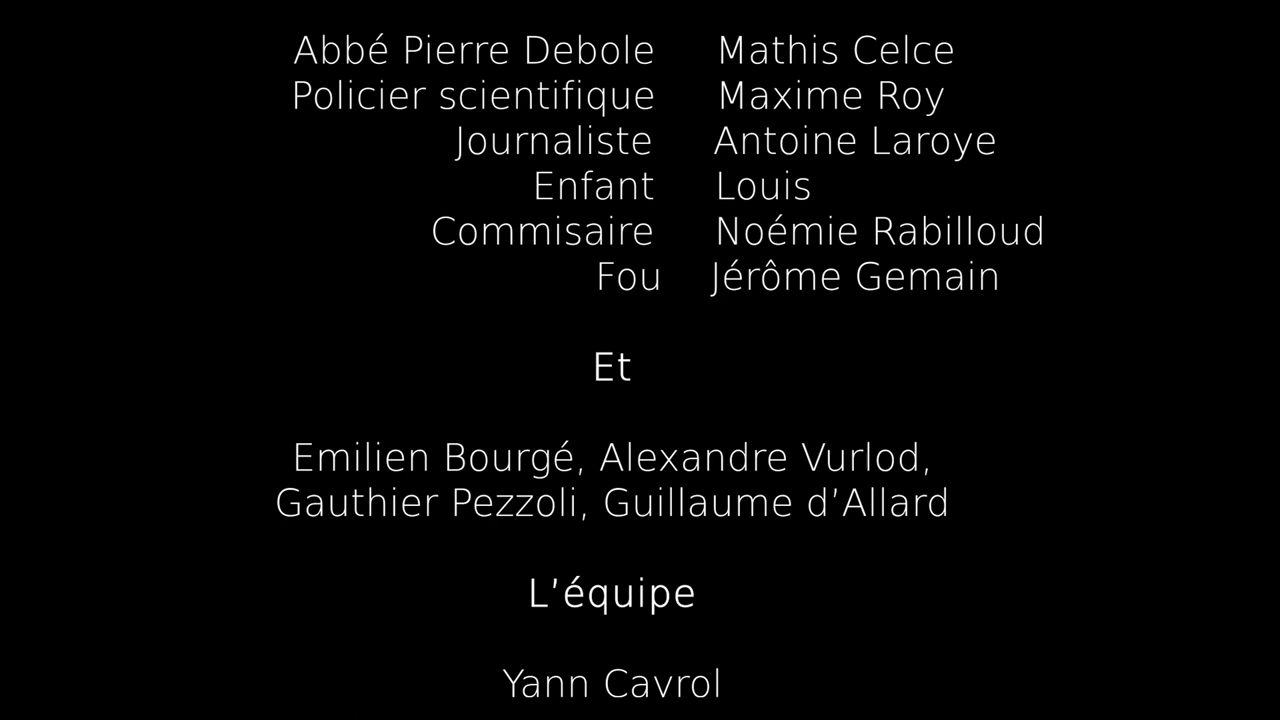 Abbé Pierre Debole Mathis Celce
Policier scientifique Maxime Roy
Journaliste Antoine Laroye
Enfant Louis
Commisaire Noémie Rabilloud
Fou Jérôme Gemain
Et
Emilien Bourgé, Alexandre Vurlod,
Gauthier Pezzoli, Guillaume d’Allard
L’équipe
Yann Cavrol